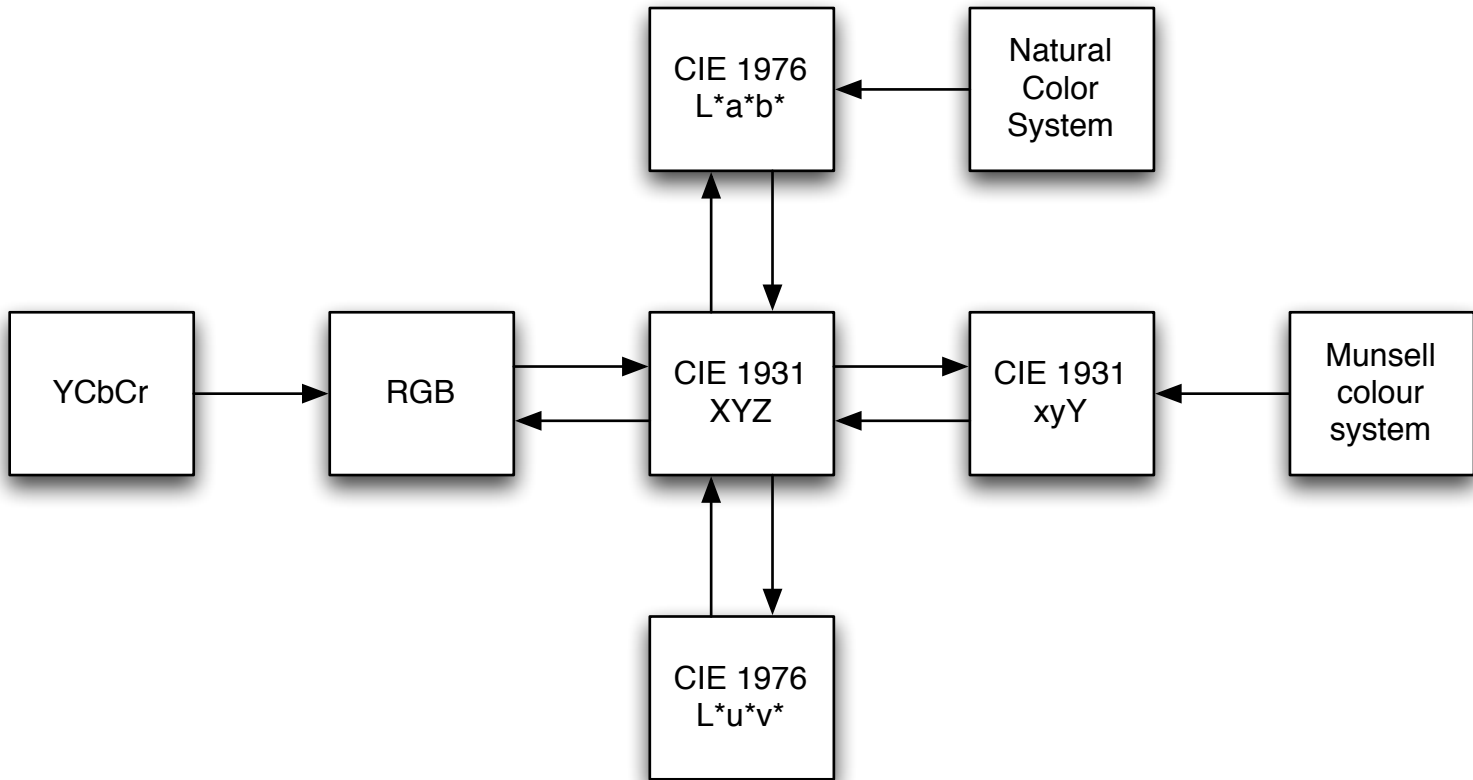 CIE 1976
L*a*b*
Natural
Color
System
YCbCr
RGB
CIE 1931
XYZ
CIE 1931
xyY
Munsell
colour
system
CIE 1976
L*u*v*